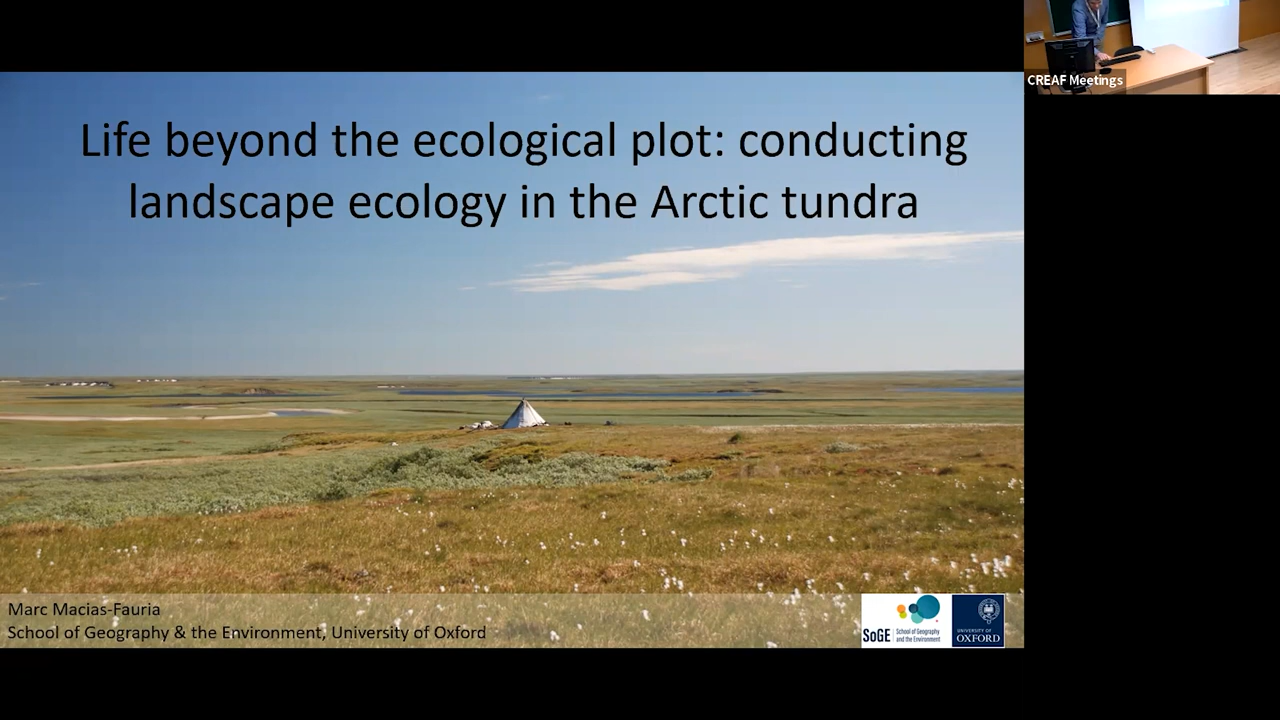 Life beyond the ecological plot: conducting
landscape ecology in the Arctic tundra
CREAF Meetings
Marc Macias-Fauria
School of Geography & the Environment, University of Oxford
SoGE
School of Geography
and the Environment
UNIVERSITY OF
OXFORD